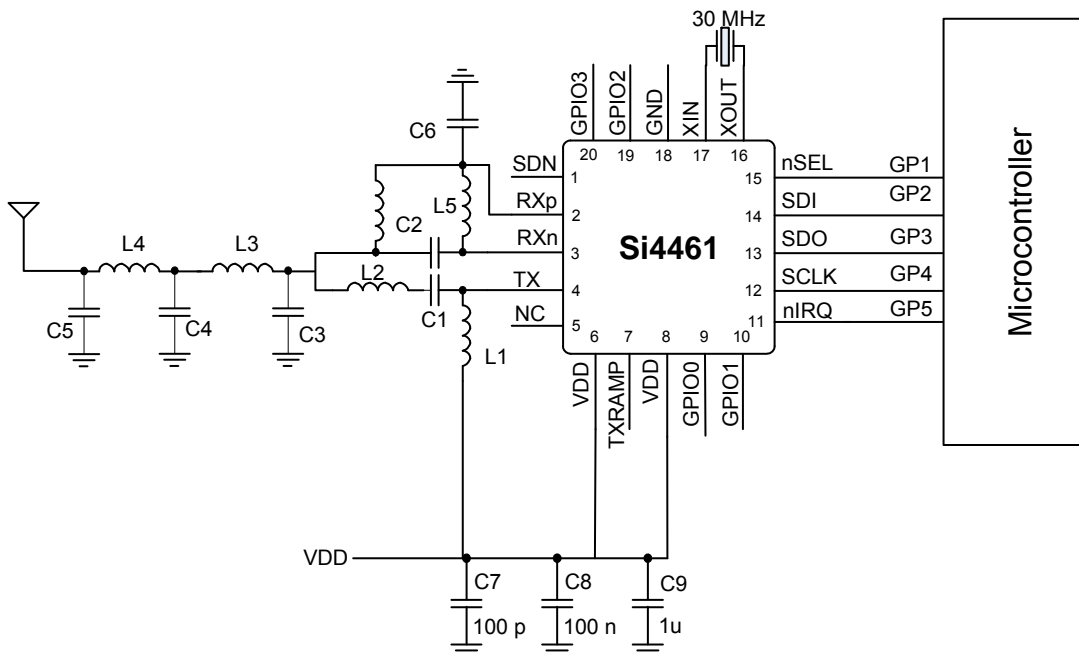 30 MHz
GPIO3
GPIO2
GND
XIN
XOUT
C6
20
19
18
17
16
SDN
1
15
nSEL
GP1
RXp
2
14
SDI
GP2
L5
C2
RXn
3
Si4461
13
SDO
GP3
L4
L3
L2
TX
4
12
SCLK
GP4
C5
C4
C3
C1
NC
5
11
nIRQ
GP5
Microcontroller
L1
6
7
8
9
10
VDD
TXRAMP
VDD
GPIO0
GPIO1
VDD
C7
C8
C9
100 p
100 n
1u